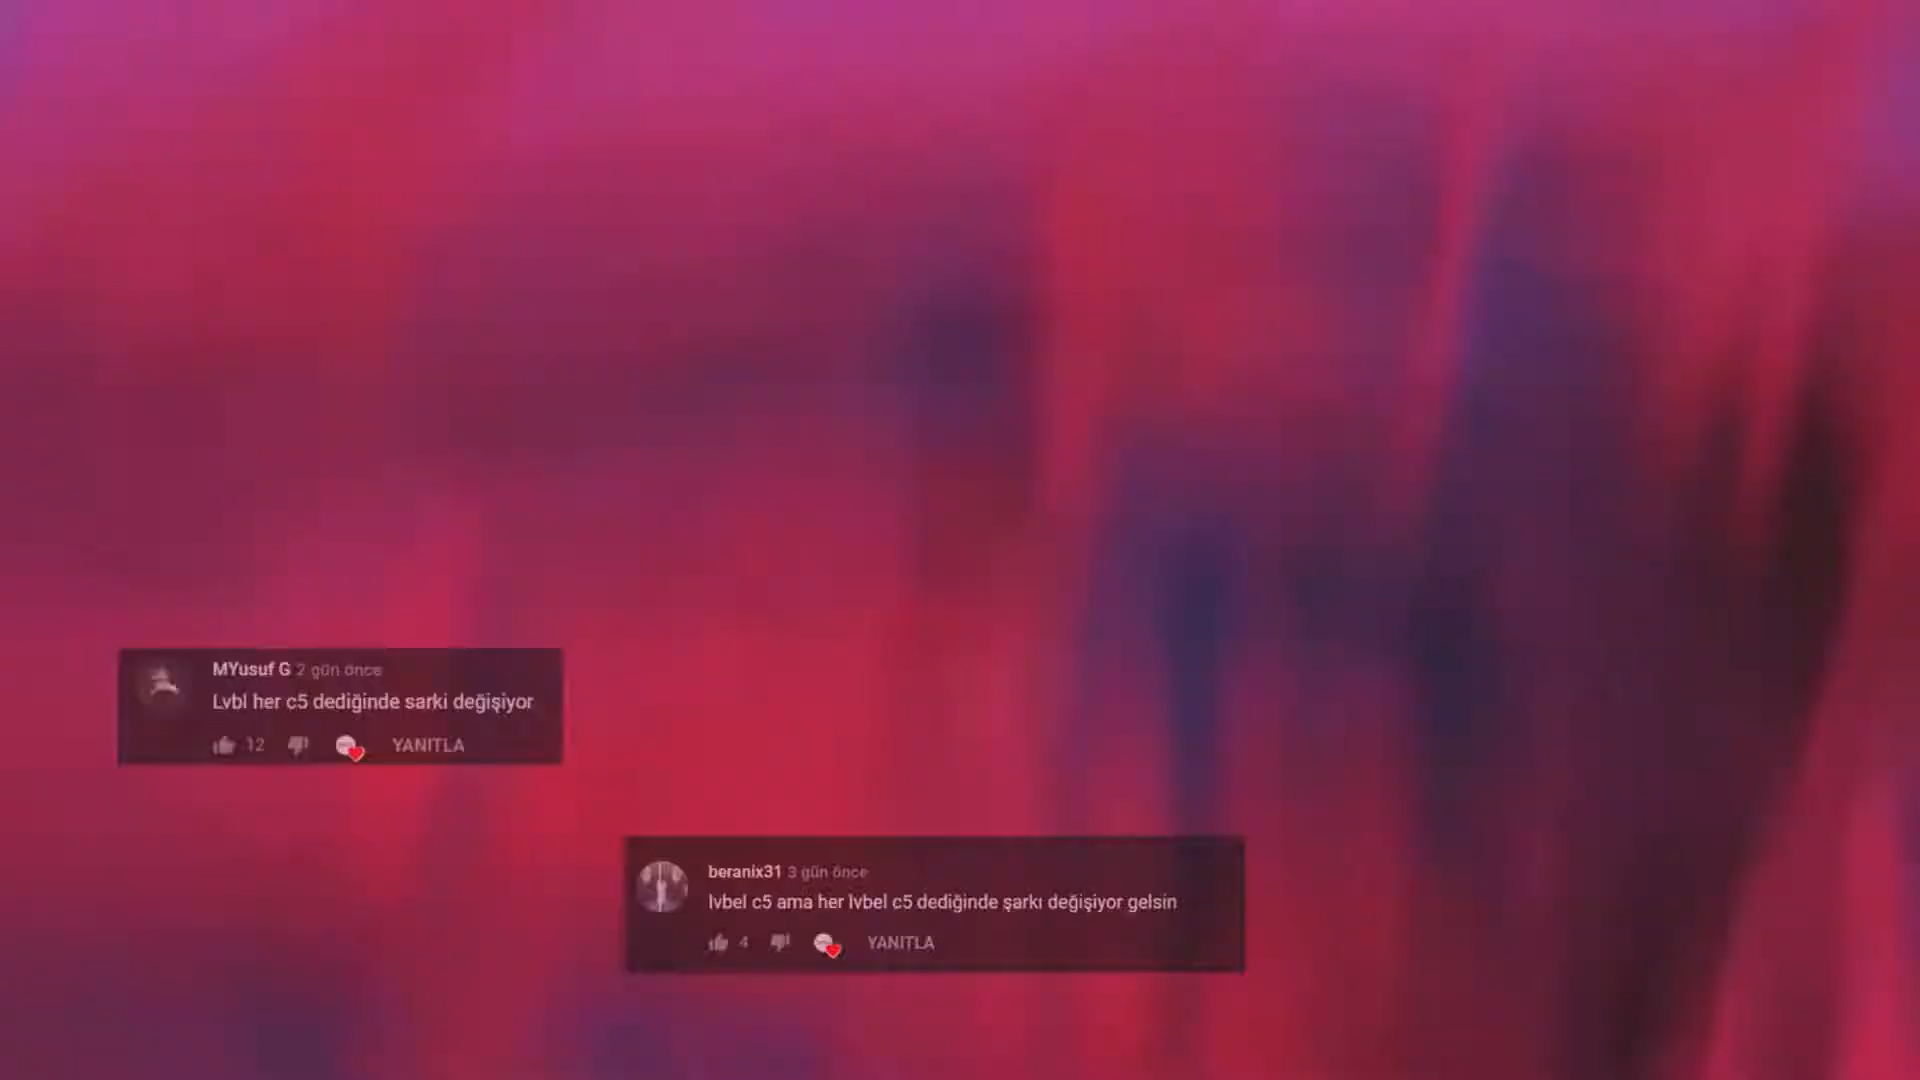 MYusuf G 2 gün önce
Lvbl her c5 dediğinde sarki değişiyor
12 YANITLA
beranix31 3 gün önce
lvbel c5 ama her lvbel c5 dediğinde şarkı değişiyor gelsin
4 YANITLA